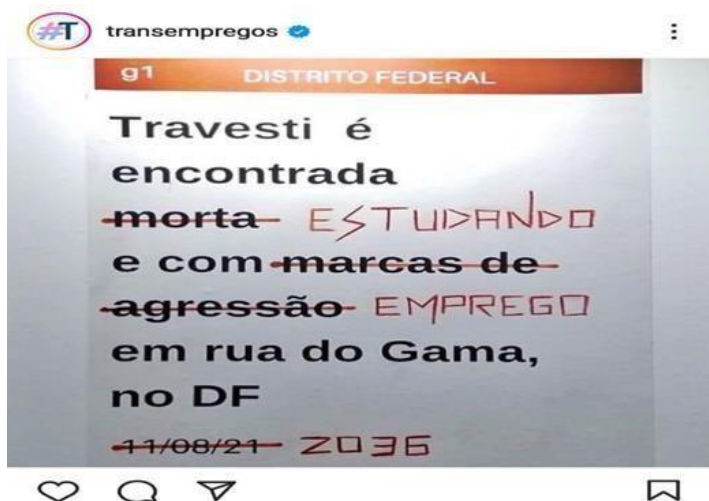 #T transempregos
g1 DISTRITO FEDERAL
Travesti é
encontrada
morta ESTUDANDO
e com marcas de
agressão EMPREGO
em rua do Gama,
no DF
11/08/21 2036